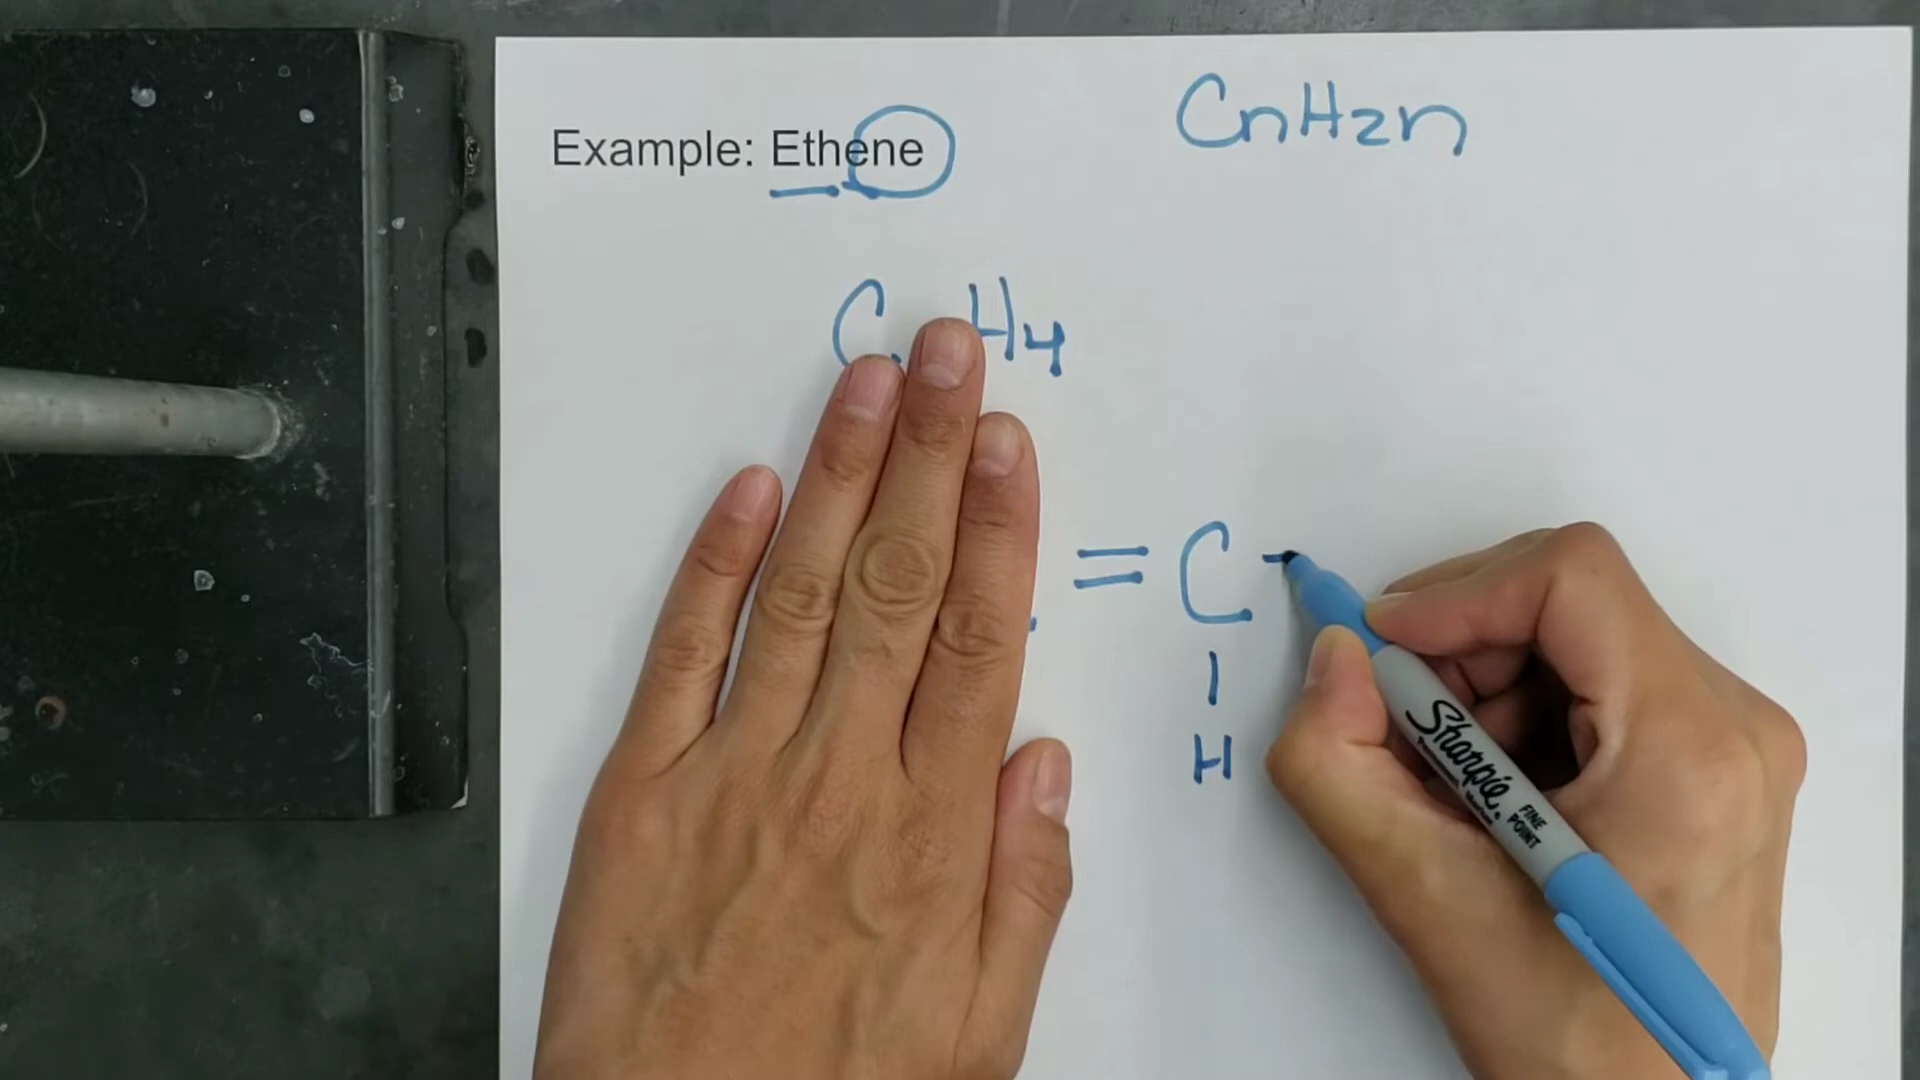 Example: Ethene
CnH2n
C H4
= C -
I
H
Sharpie.
FINE
POINT